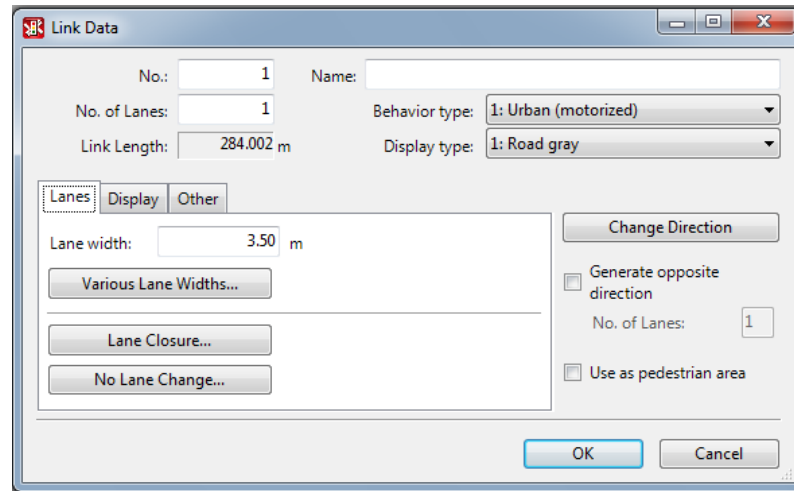 Link Data
No.: 1 Name:
No. of Lanes: 1 Behavior type: 1: Urban (motorized)
Link Length: 284.002 m Display type: 1: Road gray
Lanes Display Other
Lane width: 3.50 m
Various Lane Widths...
Lane Closure...
No Lane Change...
Change Direction
Generate opposite
direction
No. of Lanes: 1
Use as pedestrian area
OK Cancel